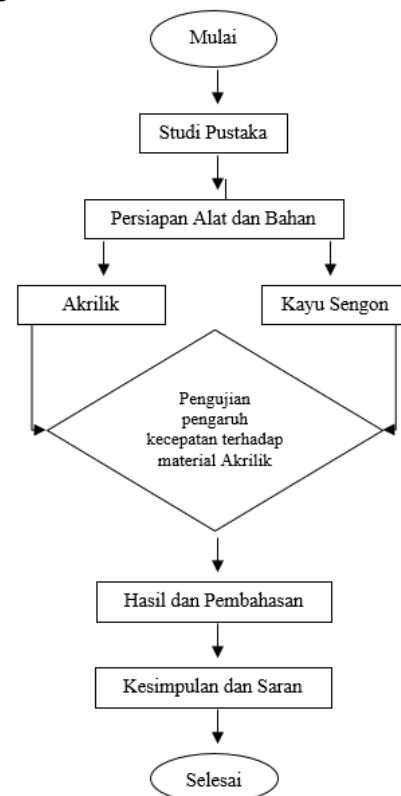 Mulai
Studi Pustaka
Persiapan Alat dan Bahan
Akrilik
Kayu Sengon
Pengujian
pengaruh
kecepatan terhadap
material Akrilik
Hasil dan Pembahasan
Kesimpulan dan Saran
Selesai